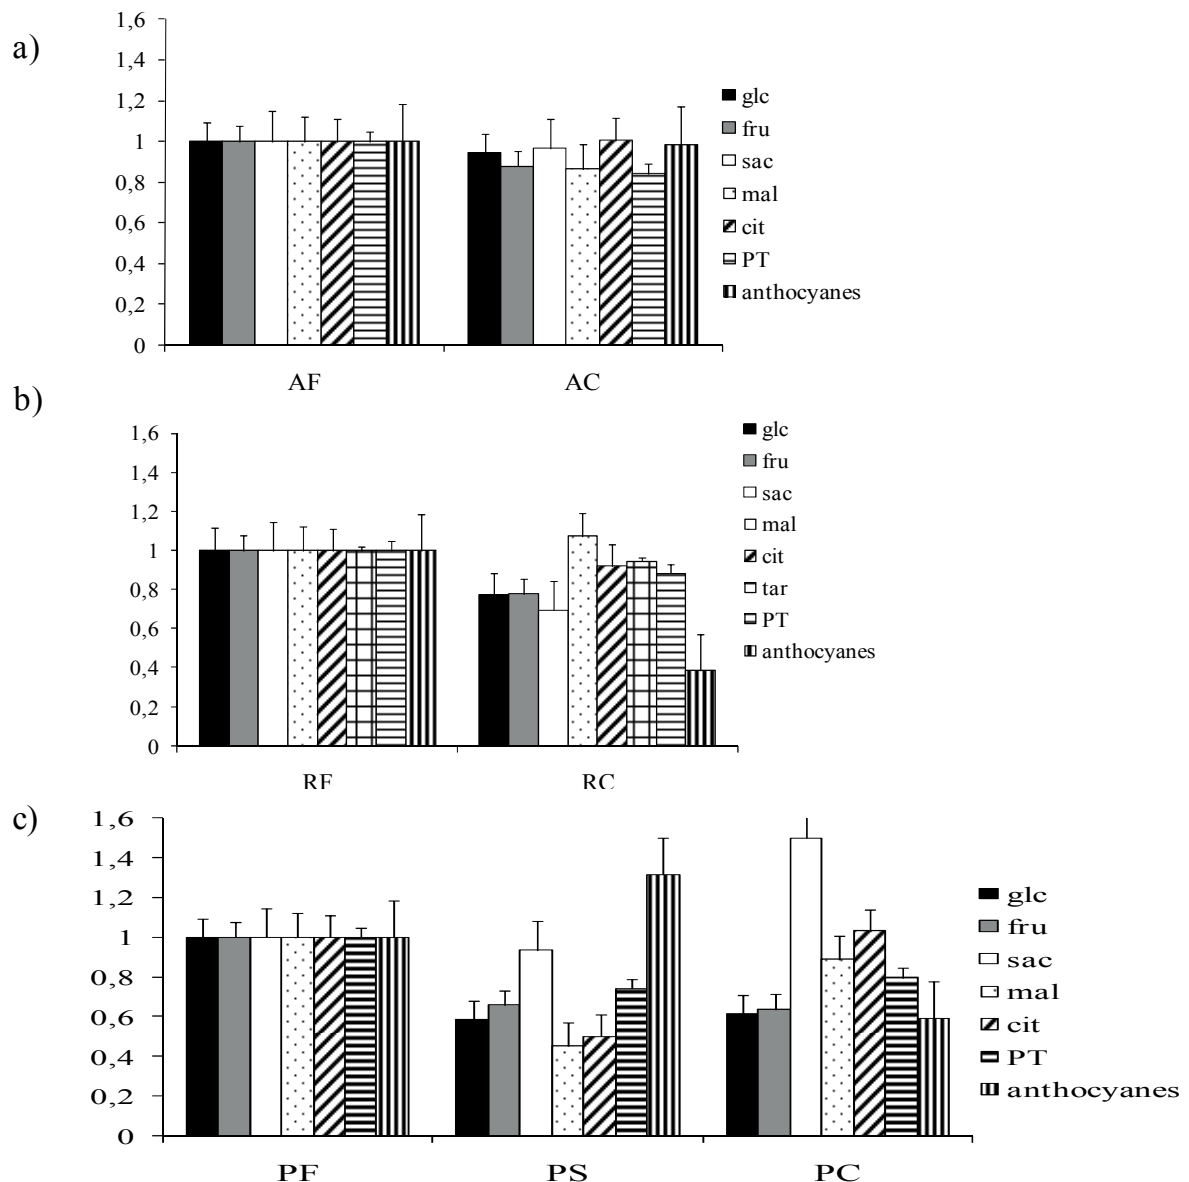 a)
1,6
1,4
1,2
1
0,8
0,6
0,4
0,2
0
AF AC
glc
fru
sac
mal
cit
PT
anthocyanes
b)
1,6
1,4
1,2
1
0,8
0,6
0,4
0,2
0
RF RC
glc
fru
sac
mal
cit
tar
PT
anthocyanes
c)
1,6
1,4
1,2
1
0,8
0,6
0,4
0,2
0
PF PS PC
glc
fru
sac
mal
cit
PT
anthocyanes